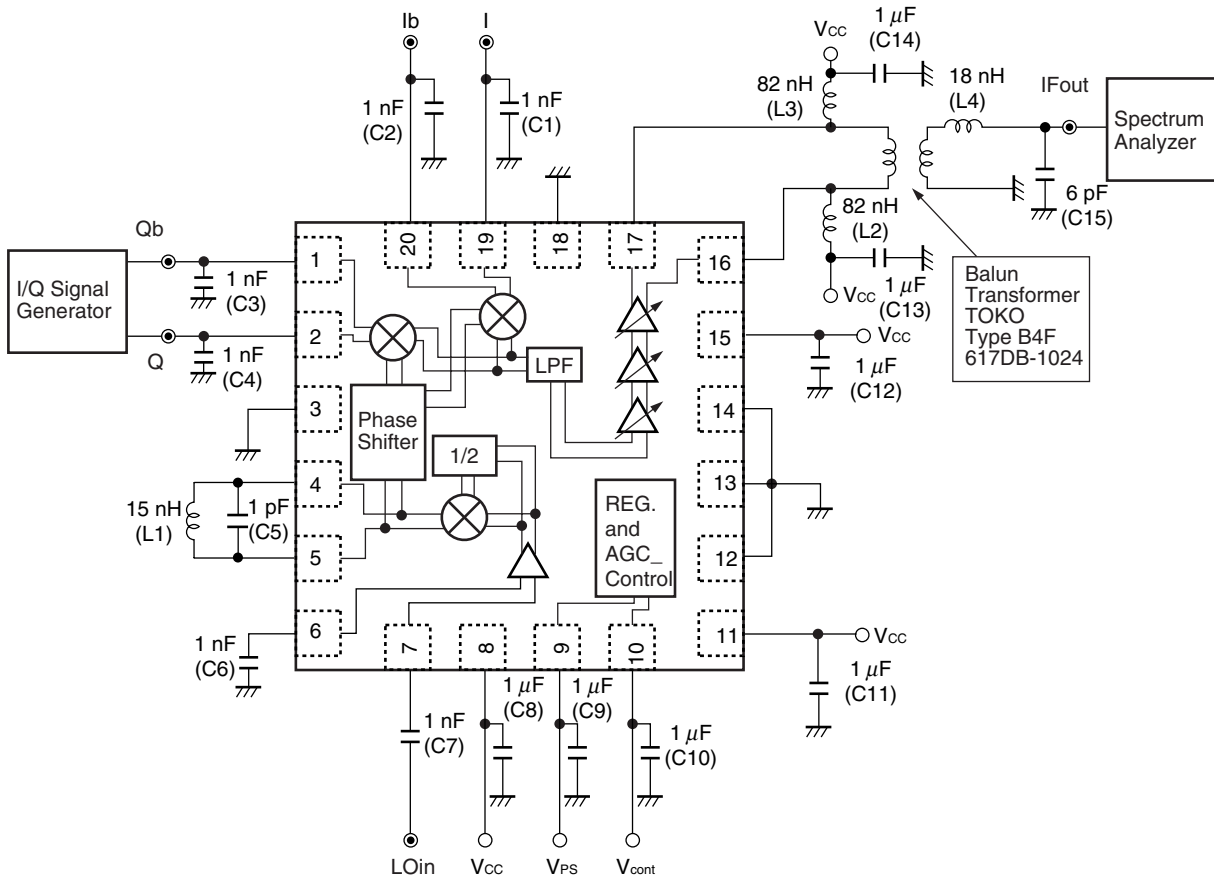 Ib
I
1 nF
(C2)
1 nF
(C1)
VCC
1 µF
(C14)
82 nH
(L3)
18 nH
(L4)
IFout
Spectrum
Analyzer
6 pF
(C15)
82 nH
(L2)
1 µF
(C13)
VCC
Balun
Transformer
TOKO
Type B4F
617DB-1024
I/Q Signal
Generator
Qb
1 nF
(C3)
Q
1 nF
(C4)
20
19
18
17
16
15
14
13
12
11
1
2
3
4
5
6
7
8
9
10
LPF
Phase
Shifter
1/2
REG.
and
AGC_
Control
VCC
1 µF
(C12)
15 nH
(L1)
1 pF
(C5)
1 nF
(C6)
VCC
1 µF
(C11)
1 nF
(C7)
1 µF
(C8)
1 µF
(C9)
1 µF
(C10)
LOin
VCC
VPS
Vcont